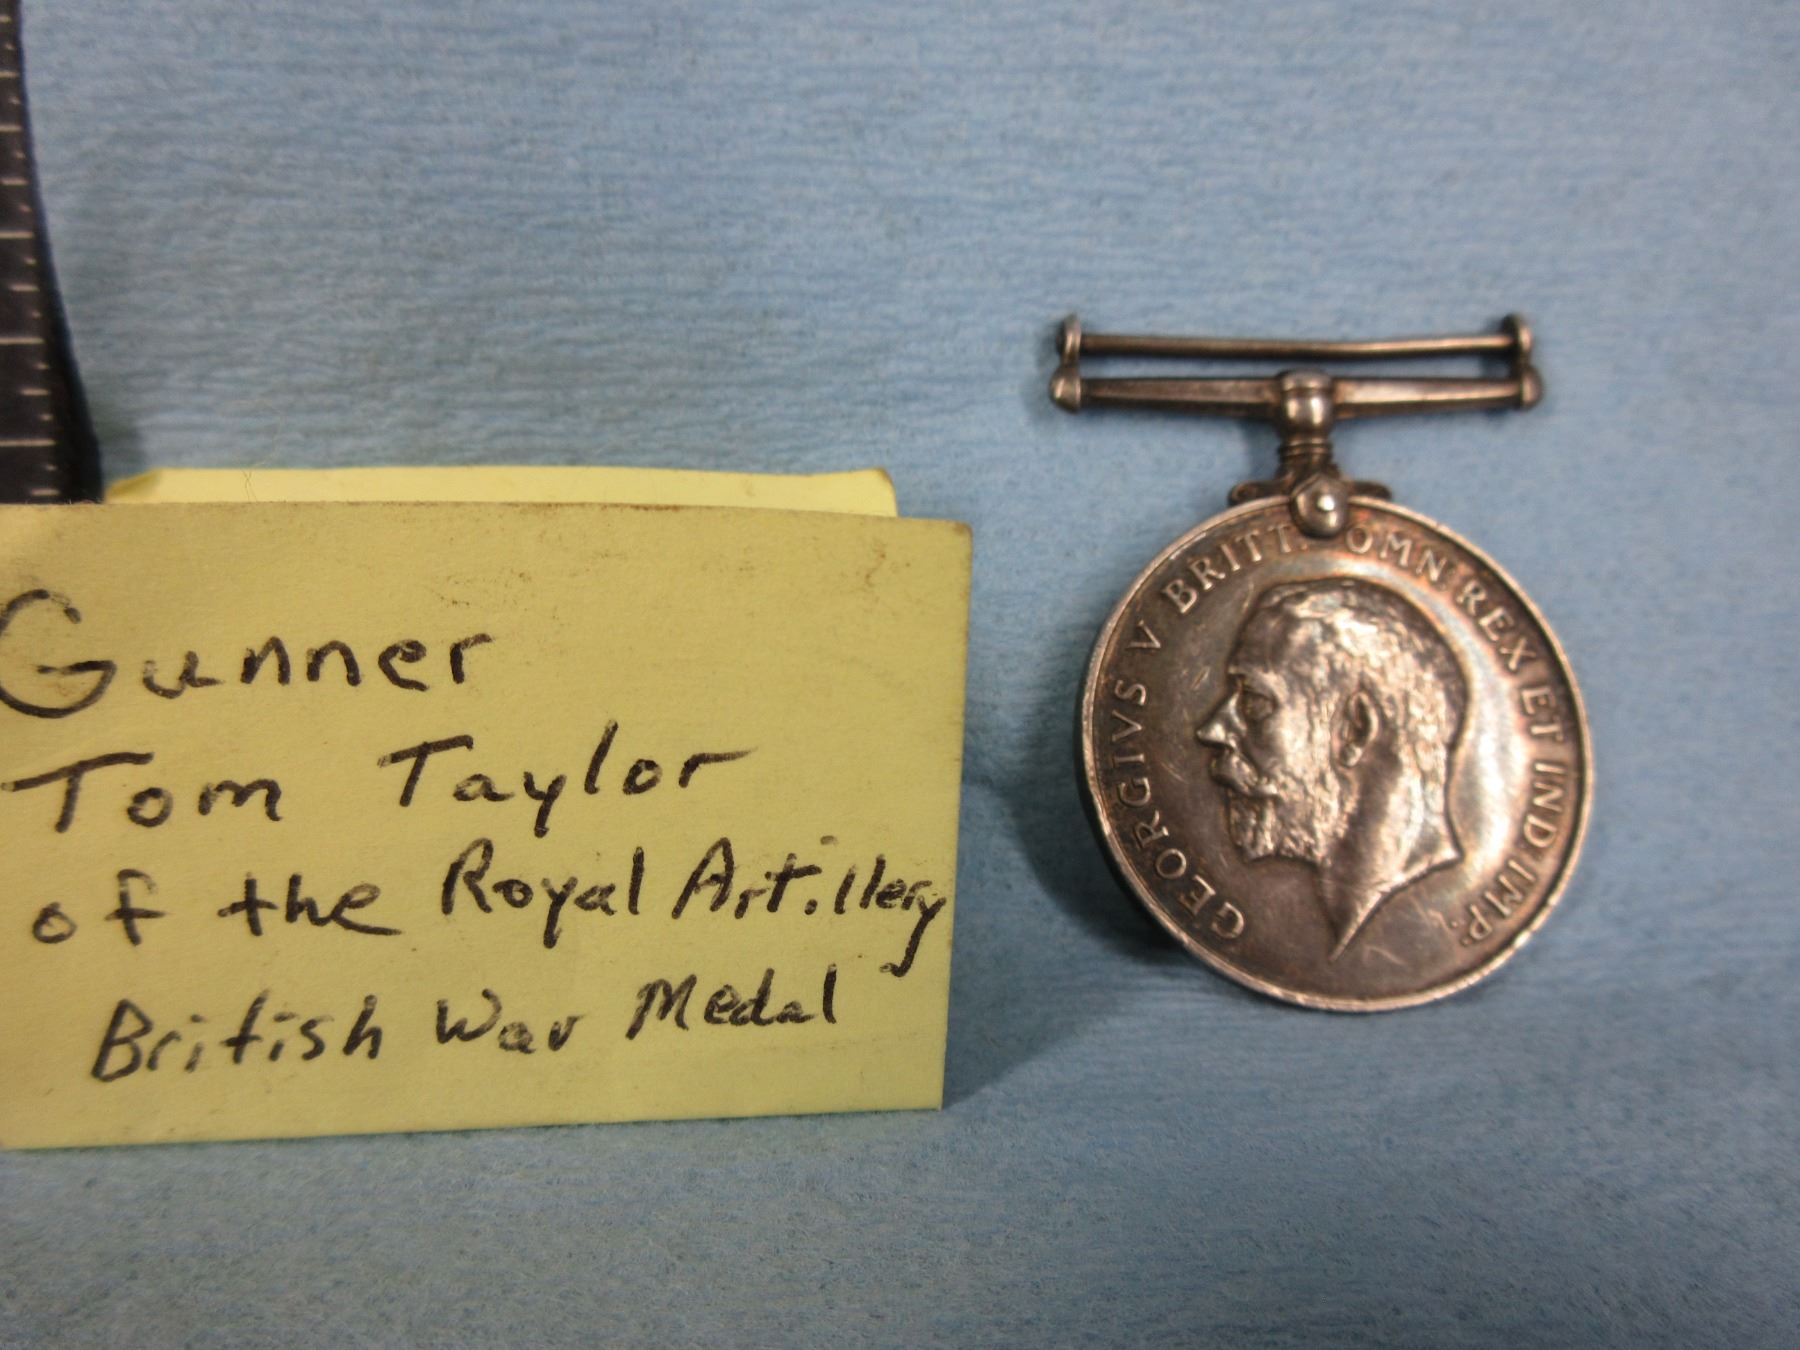 Gunner
Tom Taylor
of the Royal Artillery
British War Medal
GEORGIVS V BRITT: OMN: REX ET IND: IMP: